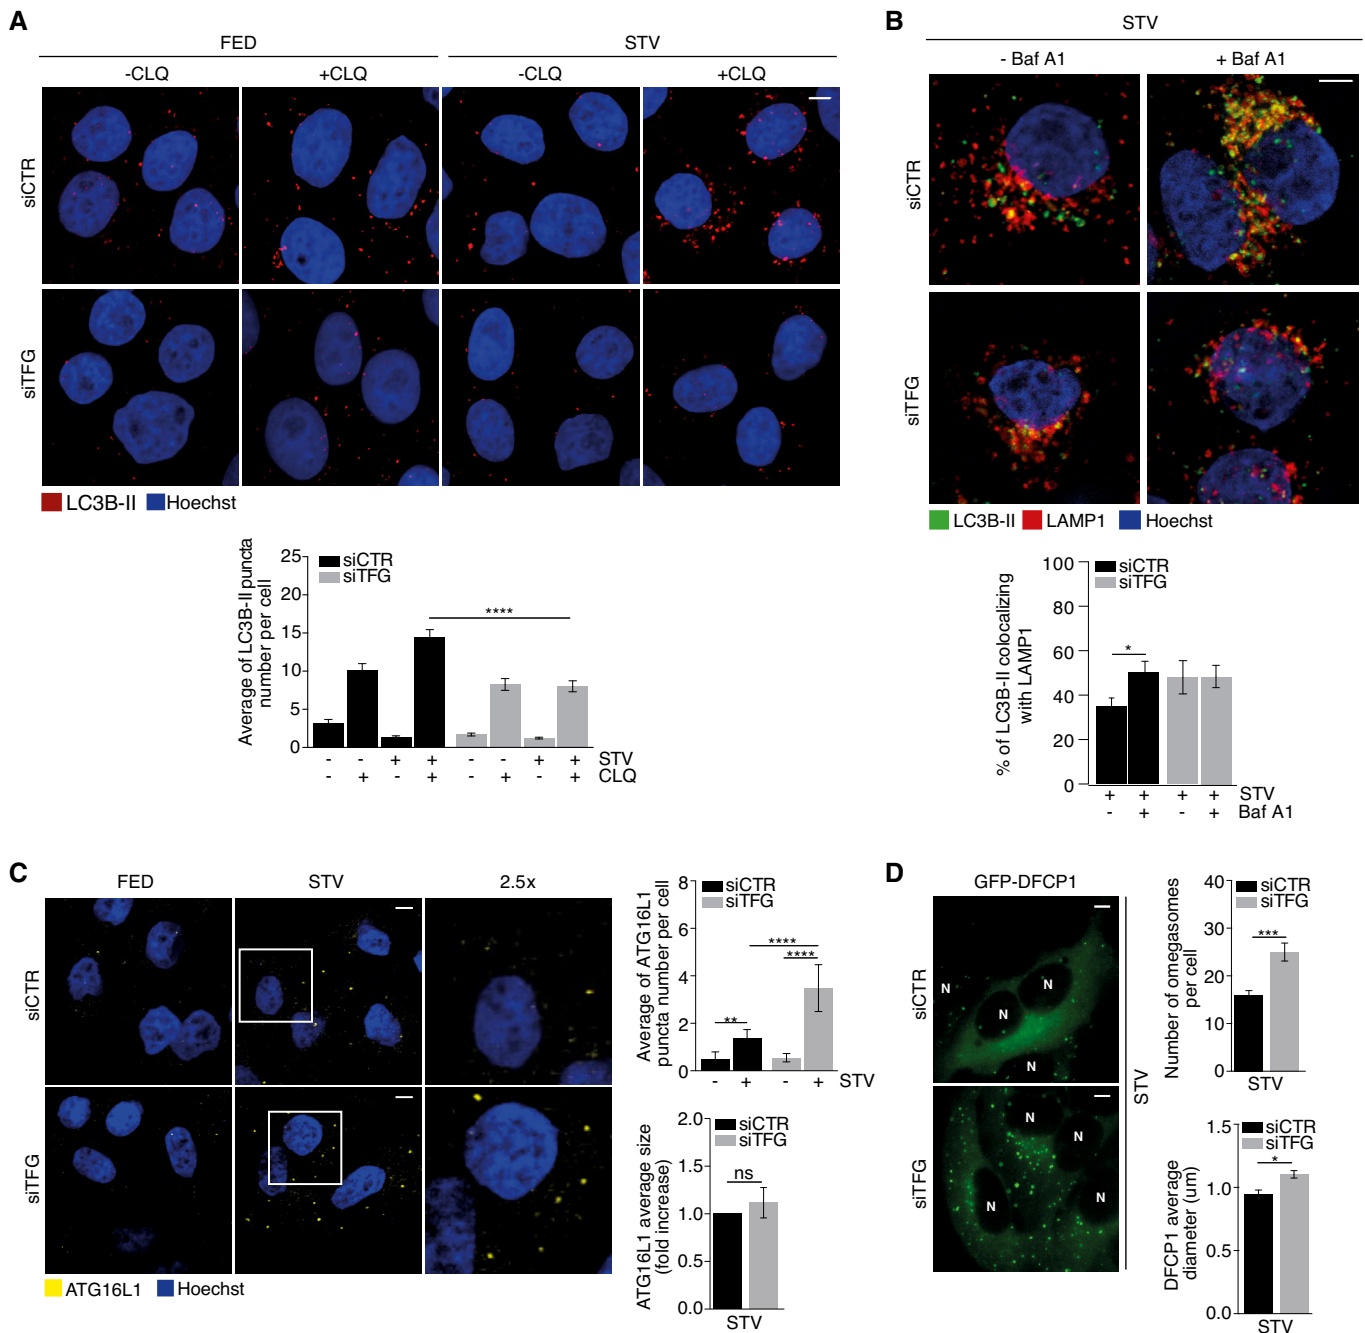 A
FED STV
-CLQ +CLQ -CLQ +CLQ
siCTR
siTFG
LC3B-II Hoechst
Average of LC3B-II puncta
number per cell
25
20
15
10
5
0
siCTR
siTFG
****
- - + + - - + + STV
- + - + - + - + CLQ
B
STV
- Baf A1 + Baf A1
siCTR
siTFG
LC3B-II LAMP1 Hoechst
% of LC3B-II colocalizing
with LAMP1
100
80
60
40
20
0
siCTR
siTFG
*
+ + + + STV
- + - + Baf A1
C
FED STV 2.5x
siCTR
siTFG
ATG16L1 Hoechst
Average of ATG16L1
puncta number per cell
8
6
4
2
0
siCTR
siTFG
****
****
**
- + - + STV
ATG16L1 average size
(fold increase)
2.0
1.5
1.0
0.5
0.0
siCTR
siTFG
ns
STV
D
GFP-DFCP1
siCTR
siTFG
N
N
N
N
N
N
N
STV
Number of omegasomes
per cell
40
30
20
10
0
siCTR
siTFG
***
STV
DFCP1 average
diameter (um)
1.5
1.0
0.5
0.0
siCTR
siTFG
*
STV